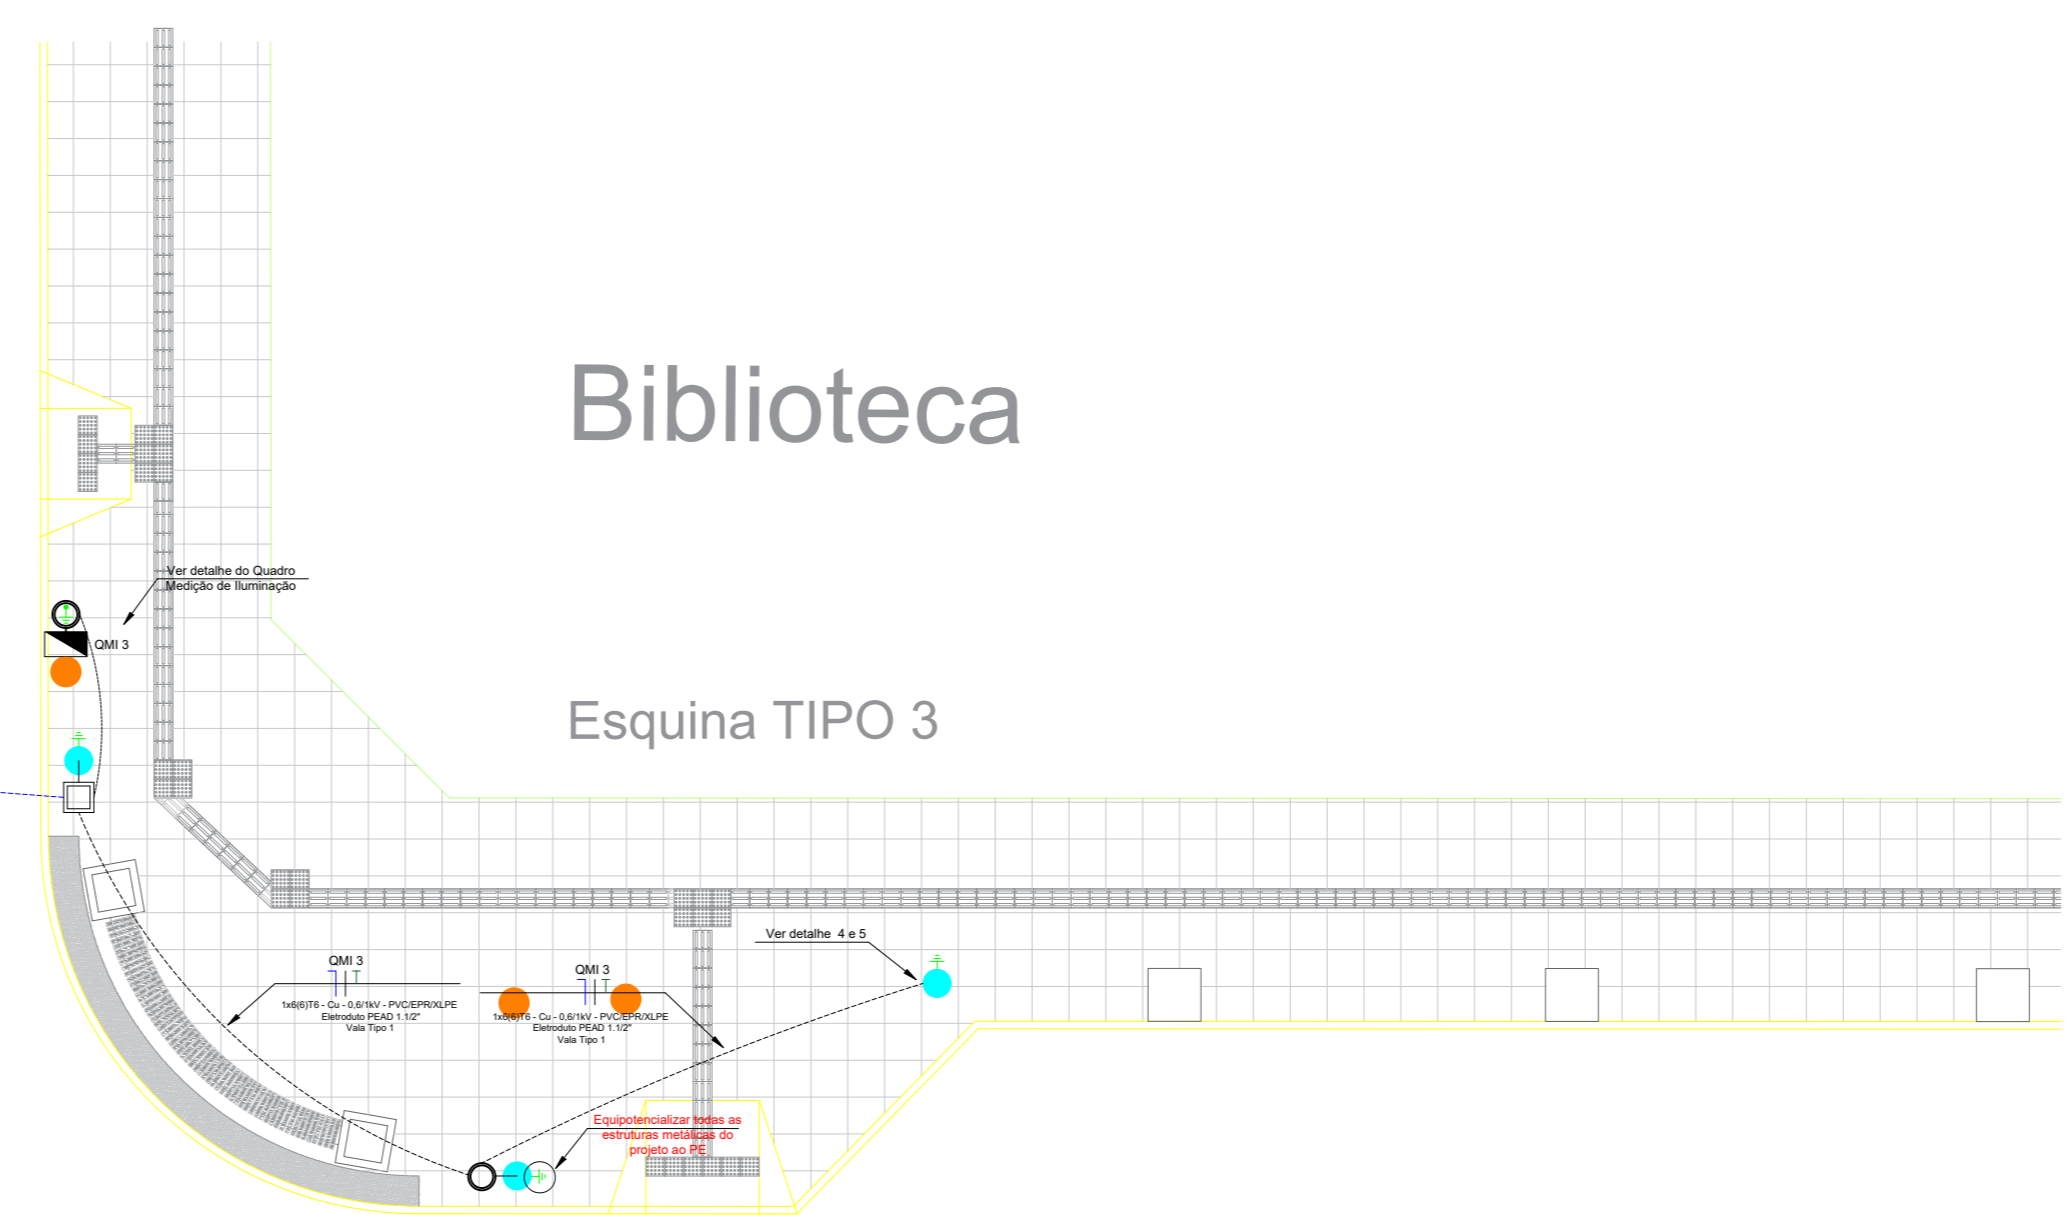 Biblioteca
Ver detalhe do Quadro
Medição de Iluminação
QMI 3
Esquina TIPO 3
Ver detalhe 4 e 5
QMI 3
1x6(6)T6 - Cu - 0,6/1kV - PVC/EPR/XLPE
Eletroduto PEAD 1.1/2"
Vala Tipo 1
QMI 3
1x6(6)T6 - Cu - 0,6/1kV - PVC/EPR/XLPE
Eletroduto PEAD 1.1/2"
Vala Tipo 1
Equipotencializar todas as
estruturas metálicas do
projeto ao PE